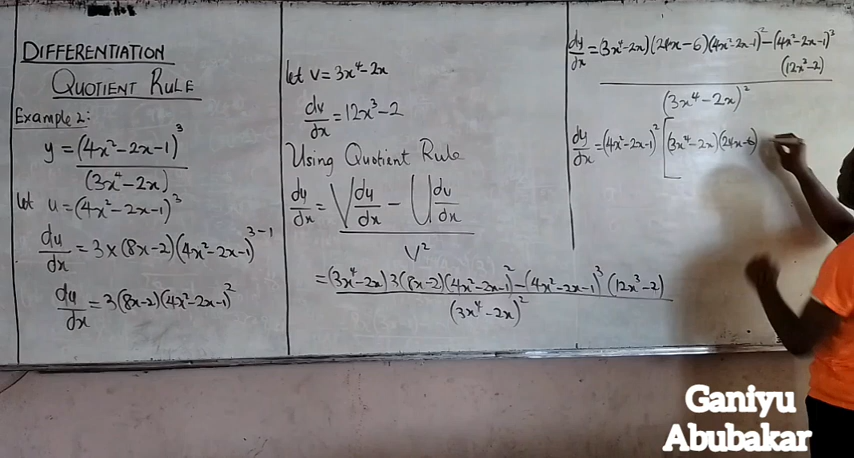 DIFFERENTIATION
QUOTIENT RULE
Example 2:
y = (4x²-2x-1)³
(3x⁴-2x)
let u = (4x²-2x-1)³
du/dx = 3 x (8x-2)(4x²-2x-1)³⁻¹
du/dx = 3(8x-2)(4x²-2x-1)²
let v = 3x⁴-2x
dv/dx = 12x³-2
Using Quotient Rule
dy/dx = V du/dx - U dv/dx
V²
= (3x⁴-2x)3(8x-2)(4x²-2x-1)²-(4x²-2x-1)³(12x³-2)
(3x⁴-2x)²
dy/dx = (3x⁴-2x)(24x-6)(4x²-2x-1)²-(4x²-2x-1)³
(12x³-2)
(3x⁴-2x)²
dy/dx = (4x²-2x-1)²[(3x⁴-2x)(24x-6)
Ganiyu
Abubakar